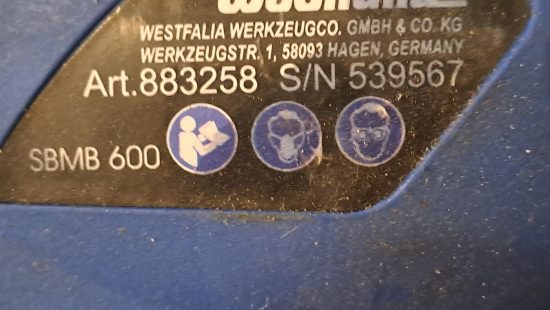 WESTFALIA WERKZEUGCO. GMBH & CO. KG
WERKZEUGSTR. 1, 58093 HAGEN, GERMANY
Art.883258 S/N 539567
SBMB 600